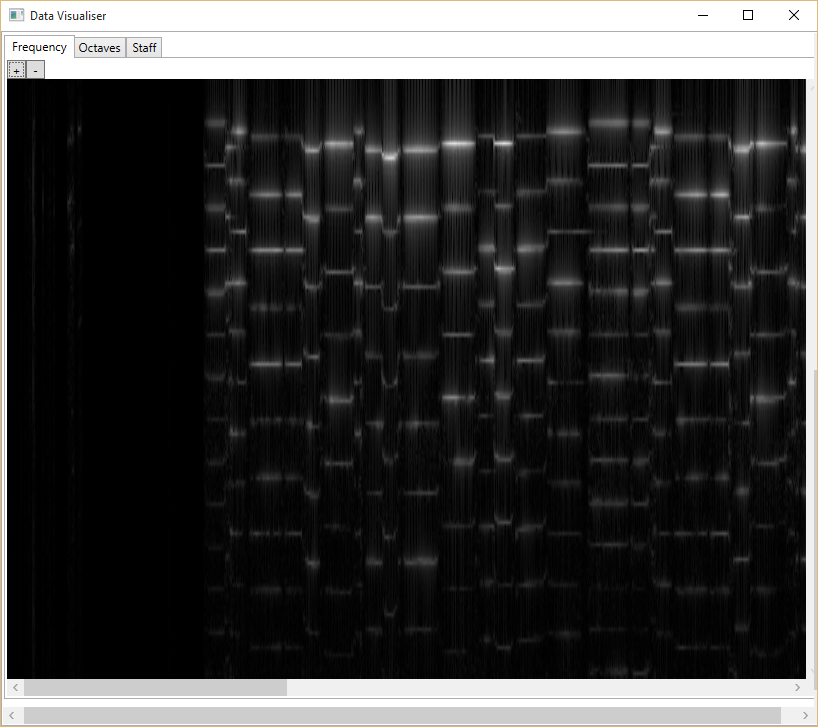 Data Visualiser
Frequency Octaves Staff
+ -